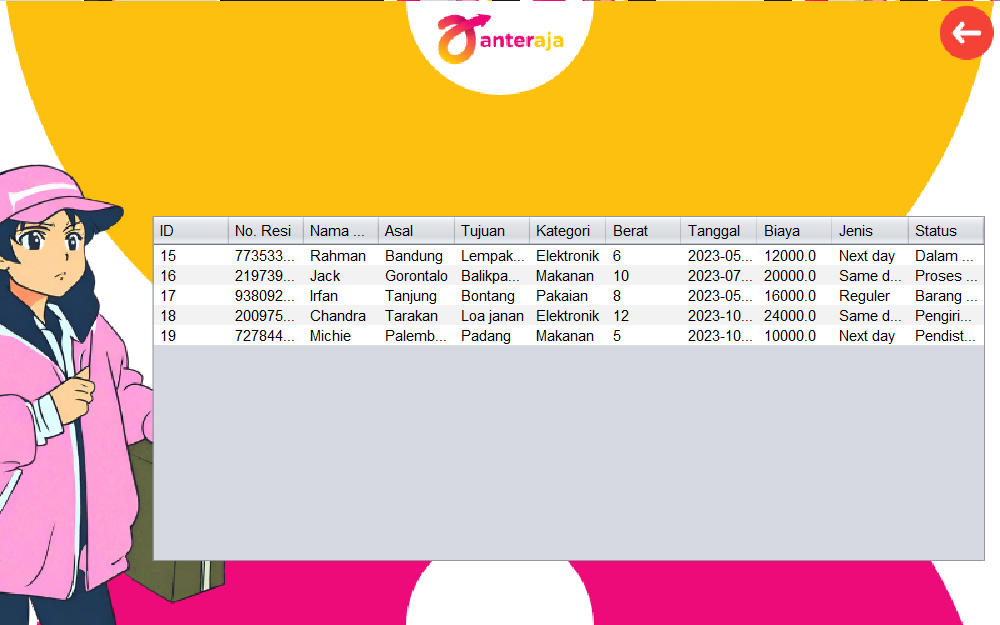 anteraja
ID No. Resi Nama ... Asal Tujuan Kategori Berat Tanggal Biaya Jenis Status
15 773533... Rahman Bandung Lempak... Elektronik 6 2023-05... 12000.0 Next day Dalam ...
16 219739... Jack Gorontalo Balikpa... Makanan 10 2023-07... 20000.0 Same d... Proses ...
17 938092... Irfan Tanjung Bontang Pakaian 8 2023-05... 16000.0 Reguler Barang ...
18 200975... Chandra Tarakan Loa janan Elektronik 12 2023-10... 24000.0 Same d... Pengiri...
19 727844... Michie Palemb... Padang Makanan 5 2023-10... 10000.0 Next day Pendist...